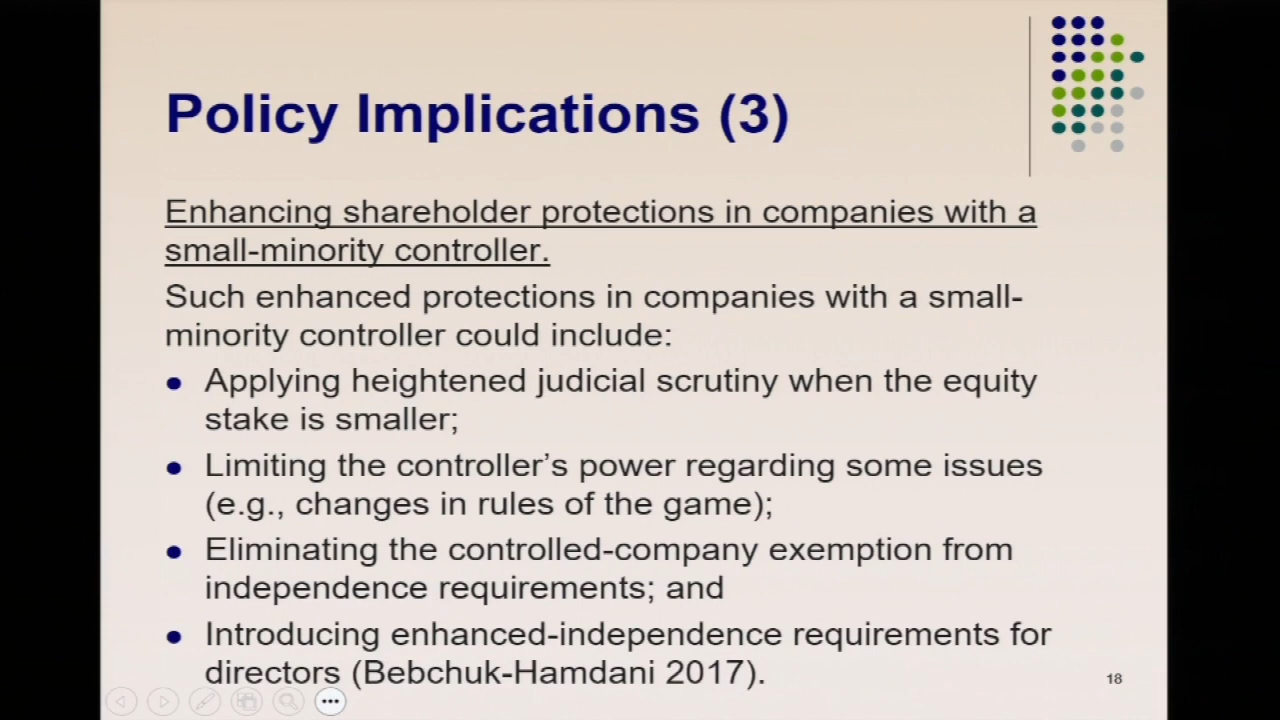 Policy Implications (3)
Enhancing shareholder protections in companies with a
small-minority controller.
Such enhanced protections in companies with a small-
minority controller could include:
● Applying heightened judicial scrutiny when the equity
stake is smaller;
● Limiting the controller’s power regarding some issues
(e.g., changes in rules of the game);
● Eliminating the controlled-company exemption from
independence requirements; and
● Introducing enhanced-independence requirements for
directors (Bebchuk-Hamdani 2017).
18